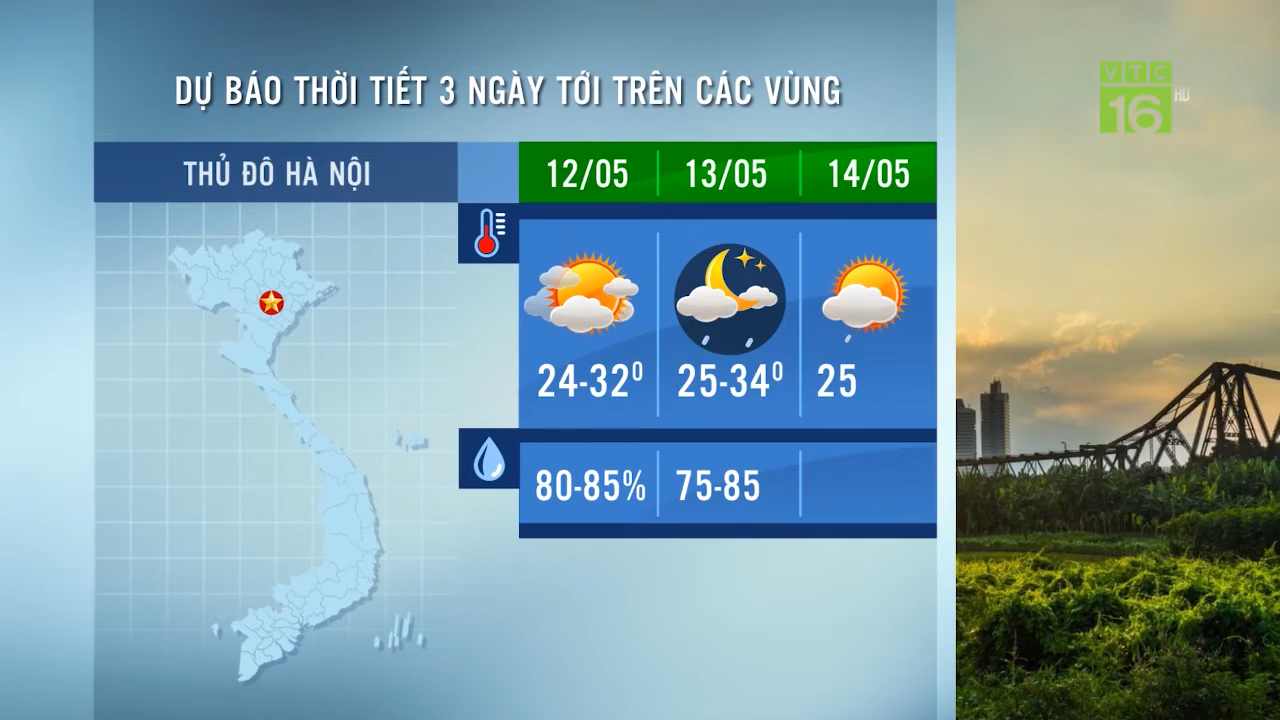 DỰ BÁO THỜI TIẾT 3 NGÀY TỚI TRÊN CÁC VÙNG
VTC
16 HD
THỦ ĐÔ HÀ NỘI
12/05 13/05 14/05
24-32⁰ 25-34⁰ 25
80-85% 75-85